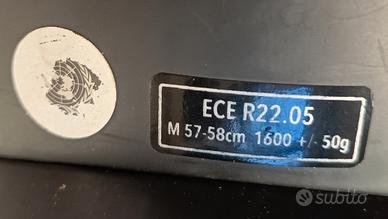 ECE R22.05
M 57-58cm 1600 +/- 50g
subito